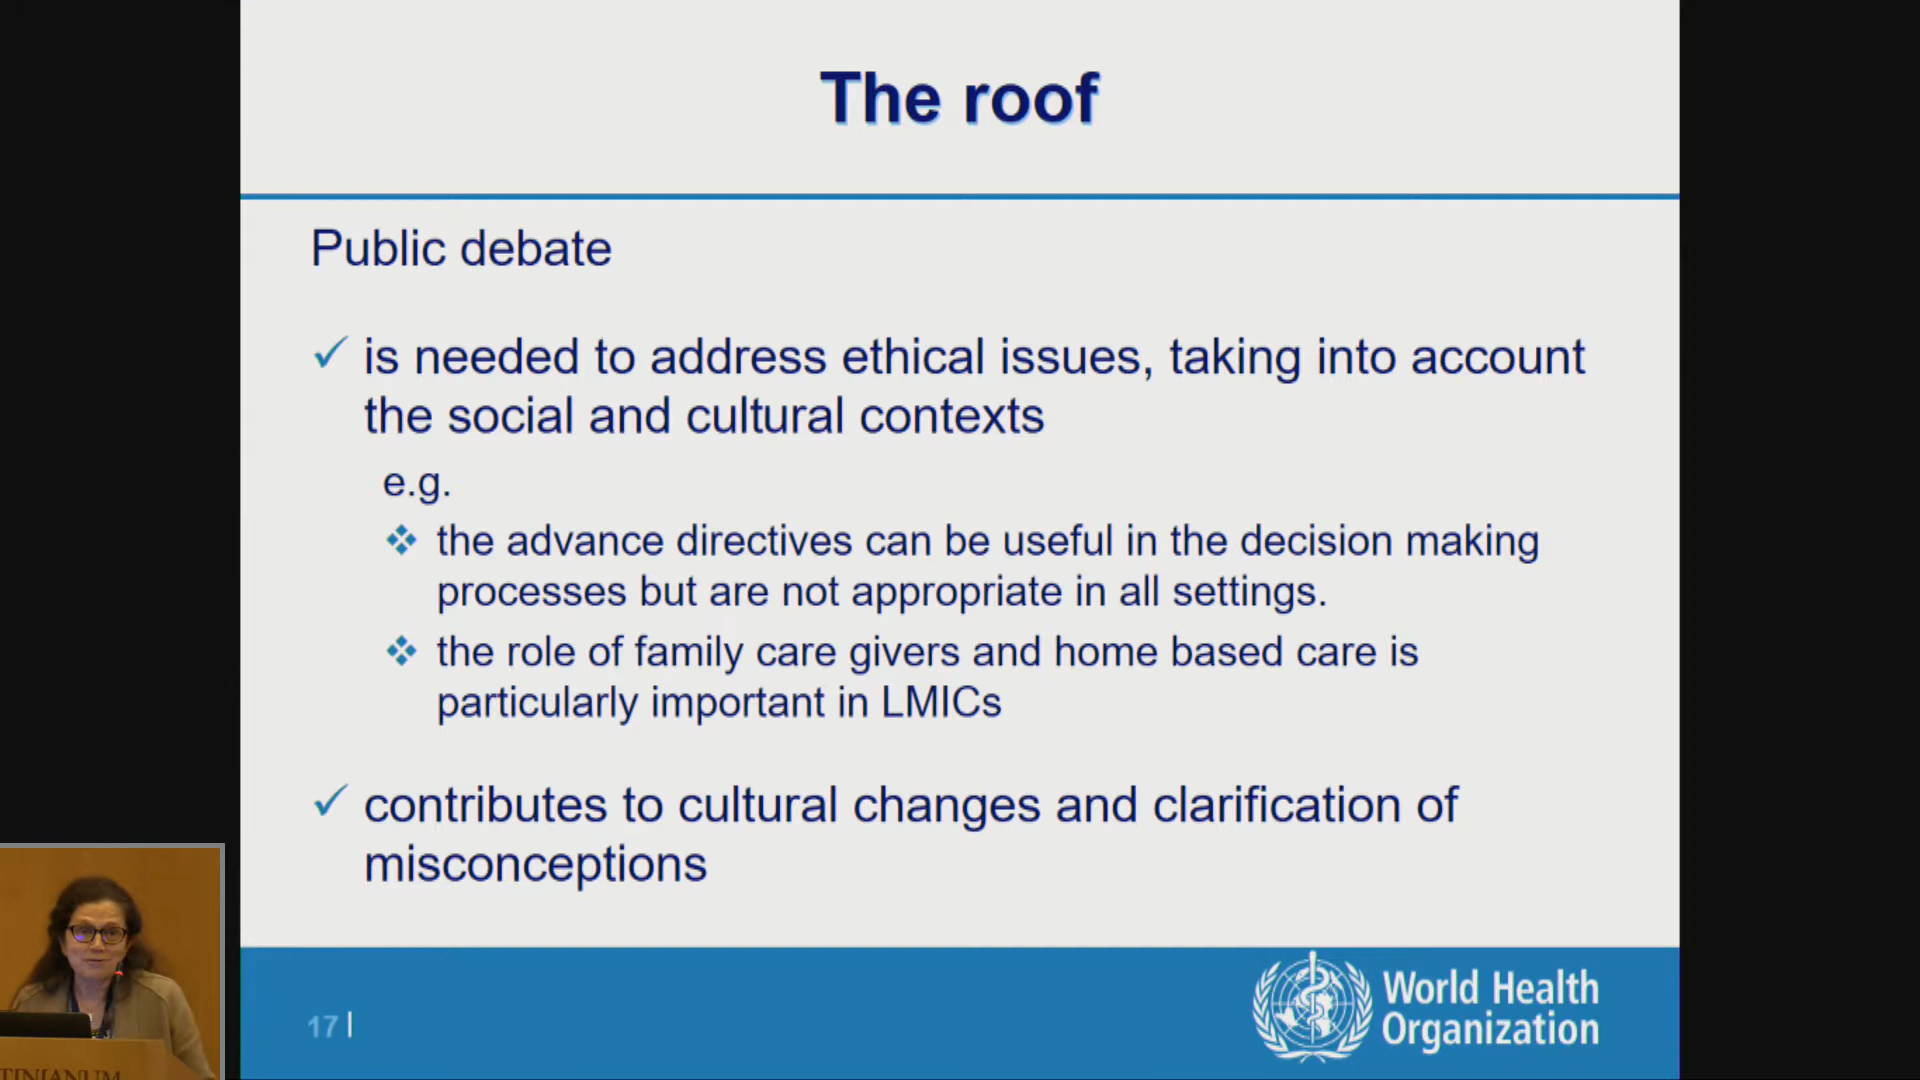 The roof
Public debate
✓ is needed to address ethical issues, taking into account
the social and cultural contexts
e.g.
❖ the advance directives can be useful in the decision making
processes but are not appropriate in all settings.
❖ the role of family care givers and home based care is
particularly important in LMICs
✓ contributes to cultural changes and clarification of
misconceptions
17 |
World Health
Organization
TINIANUM